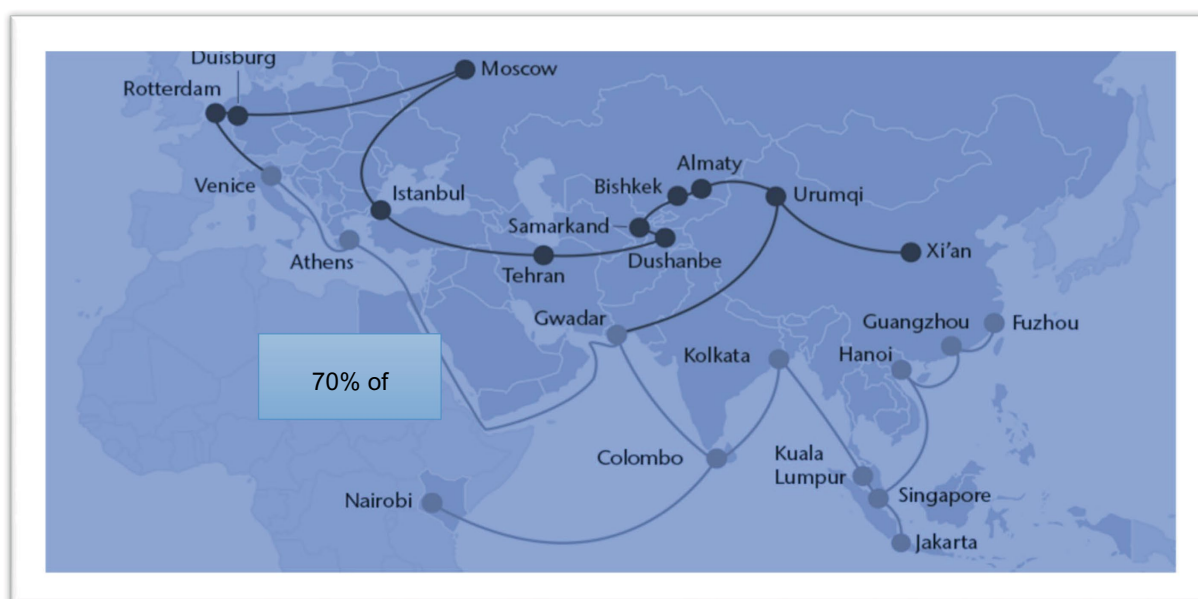 Duisburg
Moscow
Rotterdam
Almaty
Bishkek
Venice
Istanbul
Urumqi
Samarkand
Xi'an
Athens
Dushanbe
Tehran
Gwadar
Guangzhou
Fuzhou
Kolkata
Hanoi
70% of
Colombo
Kuala
Lumpur
Nairobi
Singapore
Jakarta